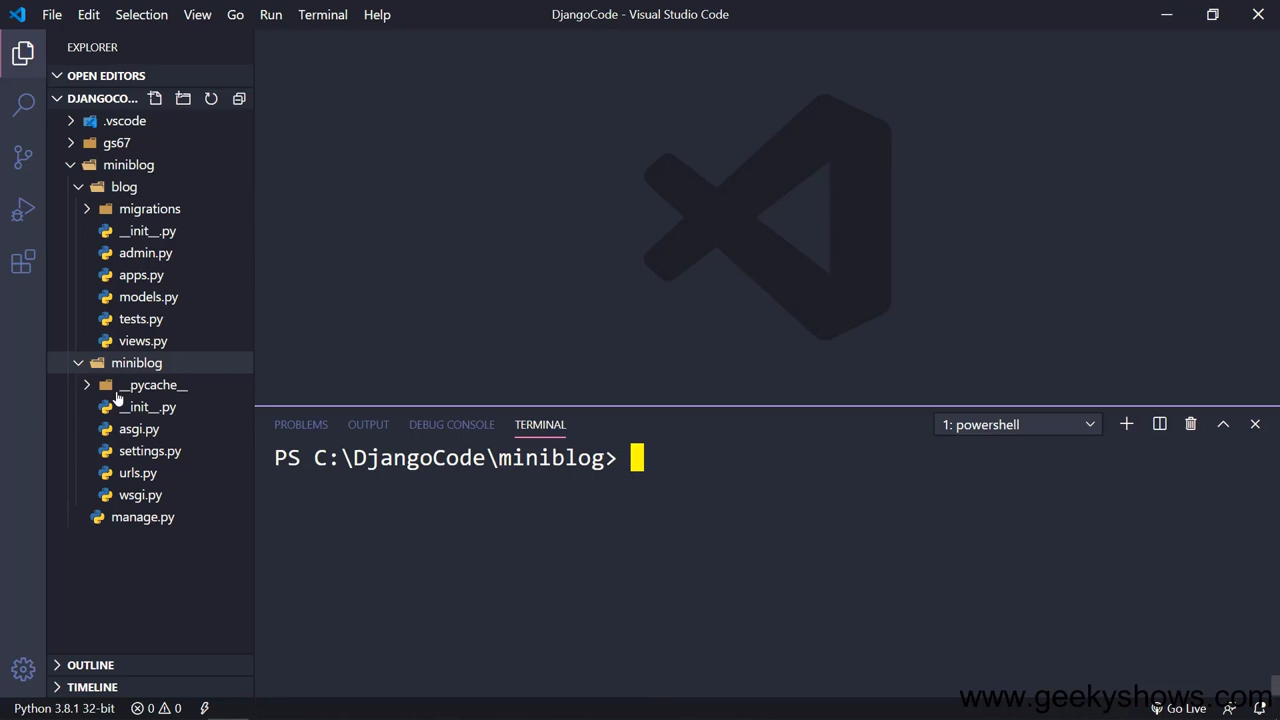 File Edit Selection View Go Run Terminal Help
DjangoCode - Visual Studio Code
EXPLORER
OPEN EDITORS
DJANGOCO...
.vscode
gs67
miniblog
blog
migrations
__init__.py
admin.py
apps.py
models.py
tests.py
views.py
miniblog
__pycache__
__init__.py
asgi.py
settings.py
urls.py
wsgi.py
manage.py
OUTLINE
TIMELINE
PROBLEMS OUTPUT DEBUG CONSOLE TERMINAL
1: powershell
PS C:\DjangoCode\miniblog>
www.geekyshows.com
Python 3.8.1 32-bit 0 0
Go Live